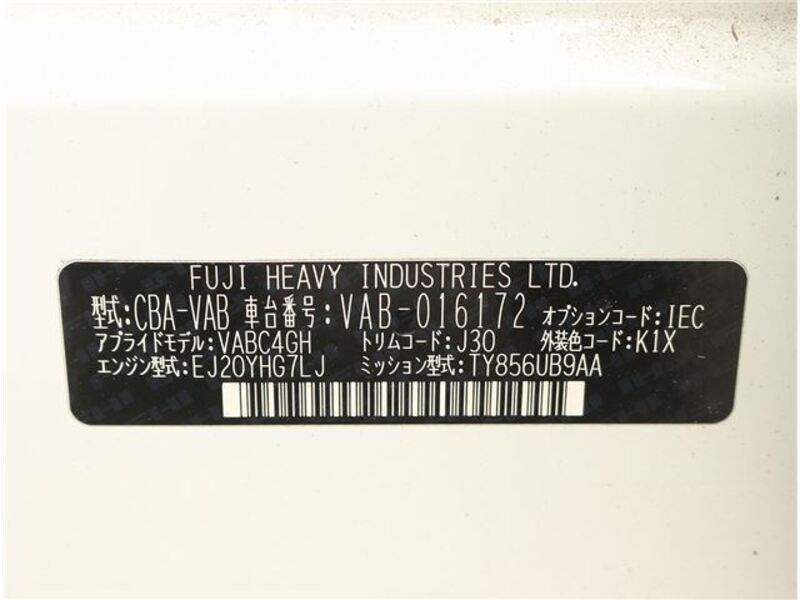 FUJI HEAVY INDUSTRIES LTD.
型式:CBA-VAB 車台番号:VAB-016172 オプションコード:IEC
アプライドモデル:VABC4GH トリムコード:J30 外装色コード:K1X
エンジン型式:EJ20YHG7LJ ミッション型式:TY856UB9AA